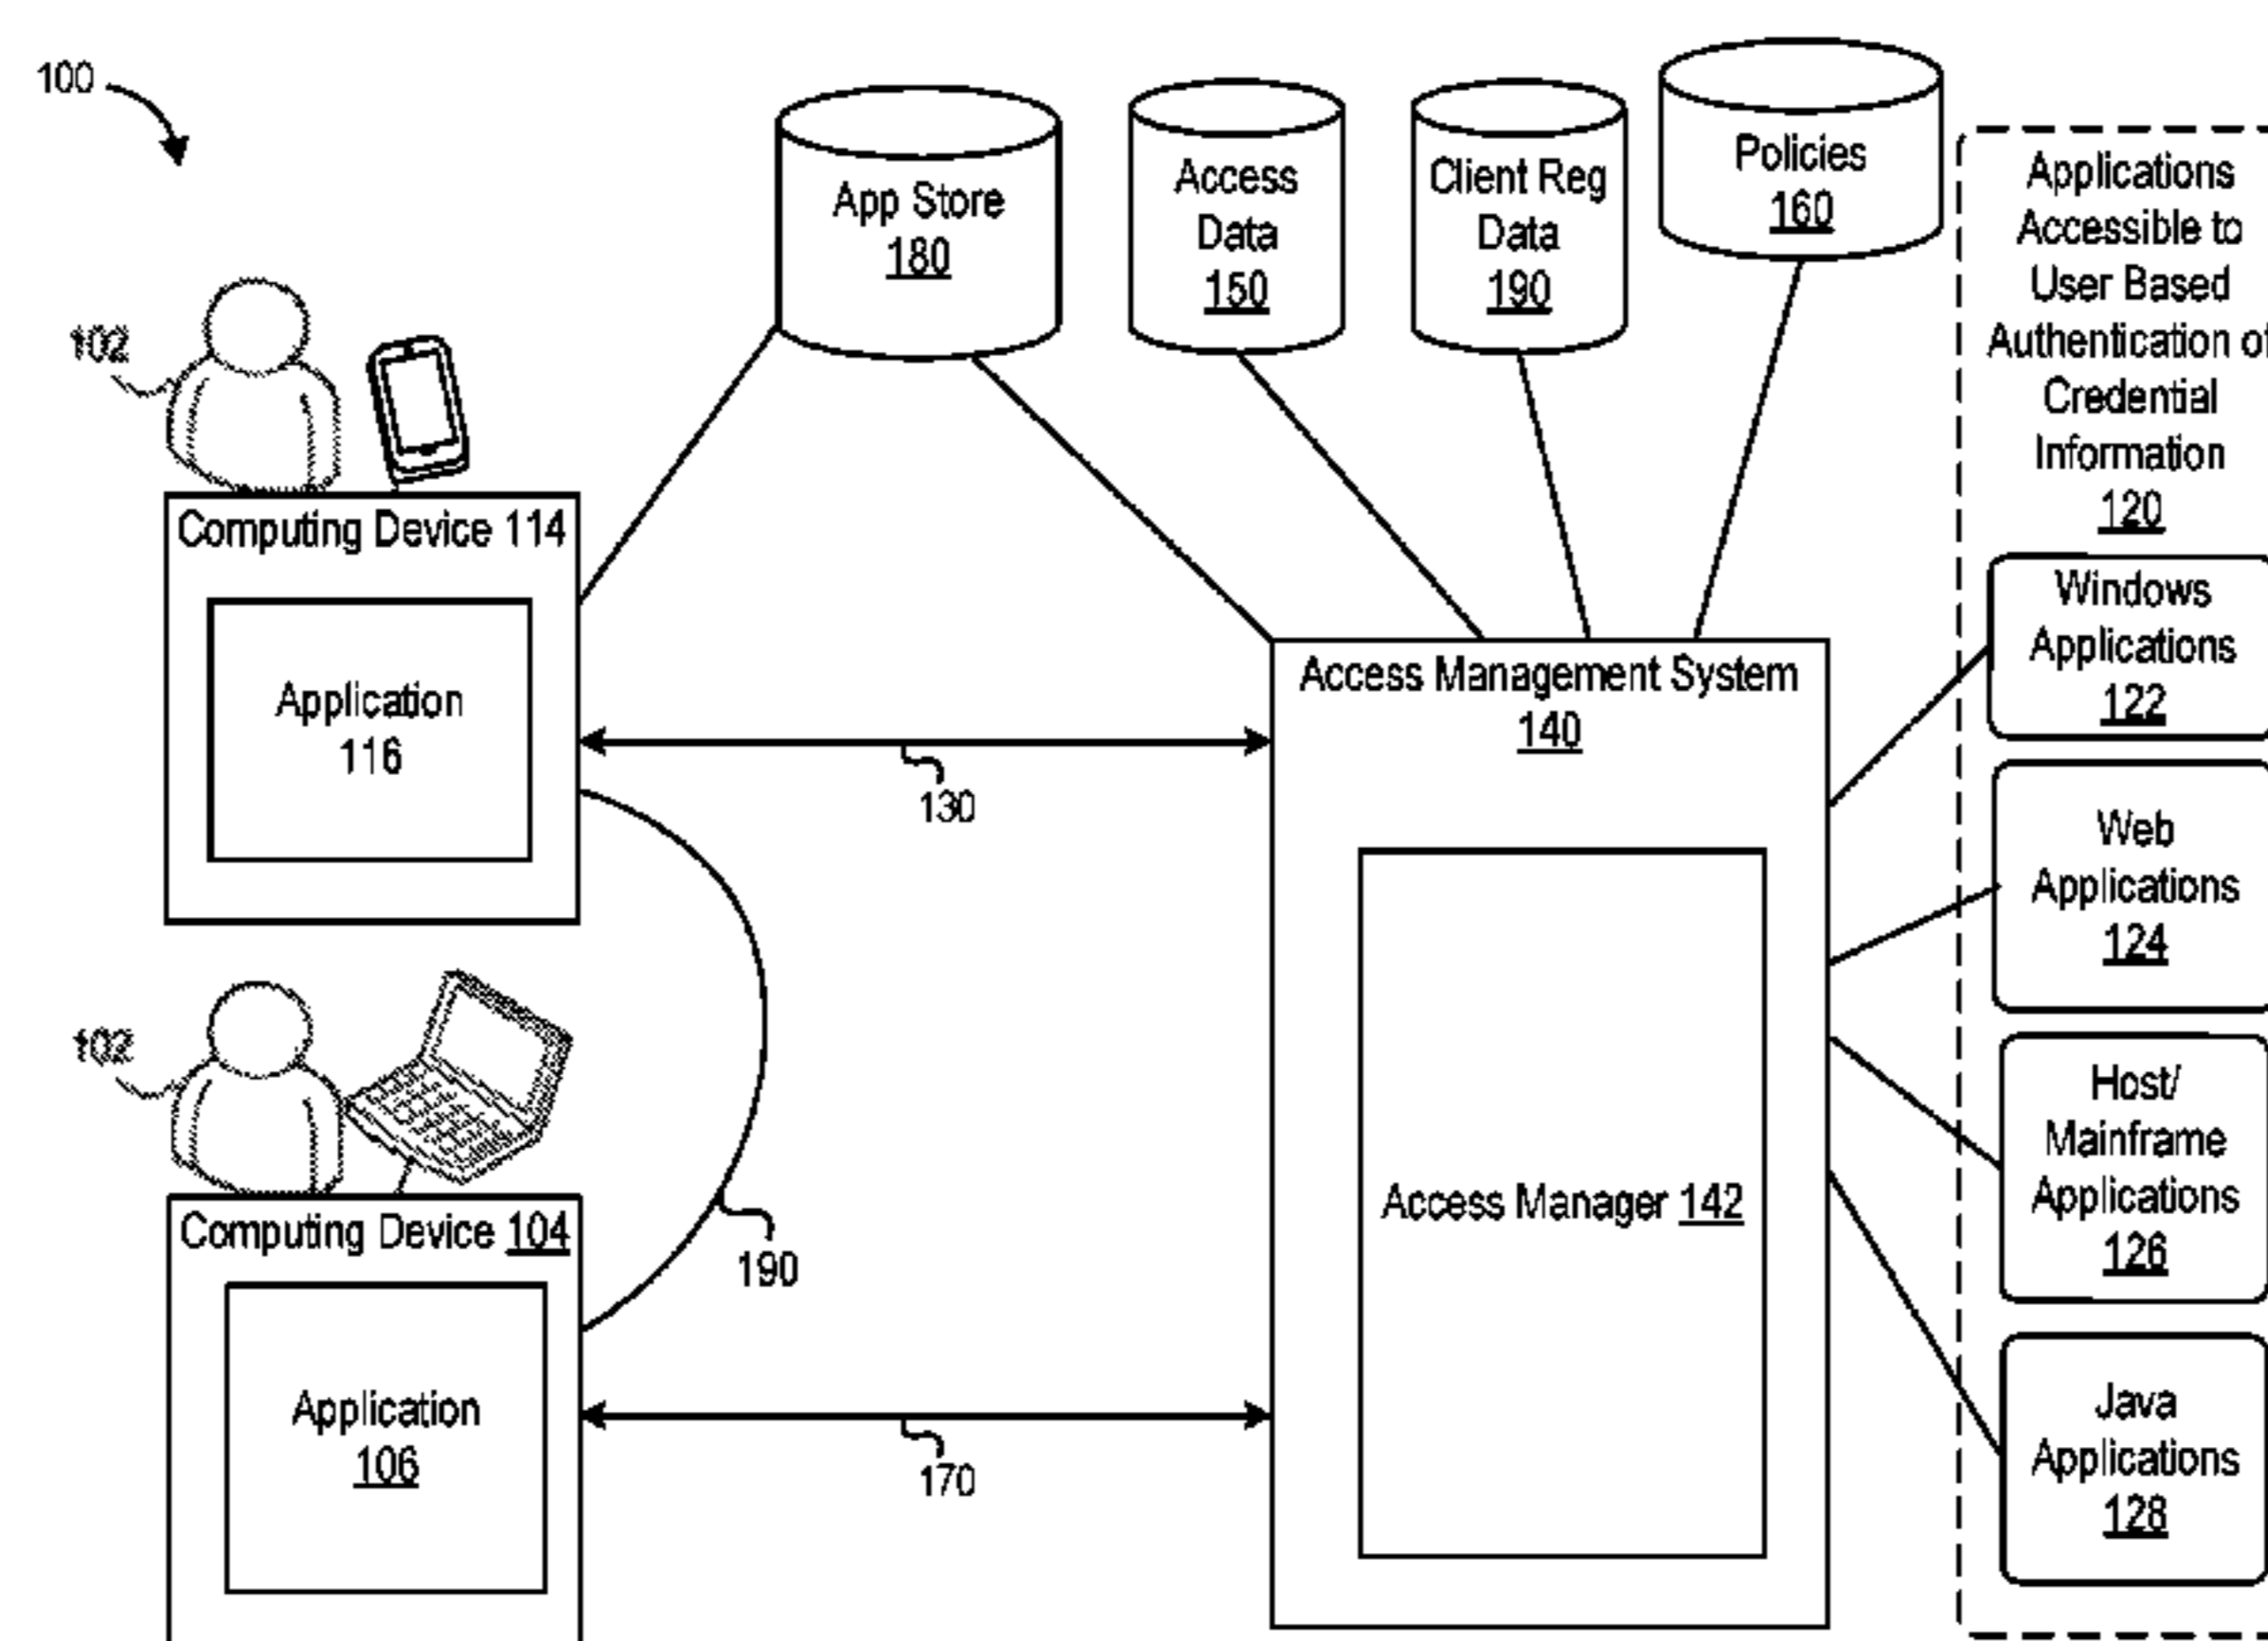 100
App Store
180
Access
Data
150
Client Reg
Data
190
Policies
160
Applications
Accessible to
User Based
Authentication of
Credential
Information
120
102
Computing Device 114
Application
116
130
Access Management System
140
Access Manager 142
Windows
Applications
122
Web
Applications
124
Host/
Mainframe
Applications
126
Java
Applications
128
102
Computing Device 104
Application
106
190
170